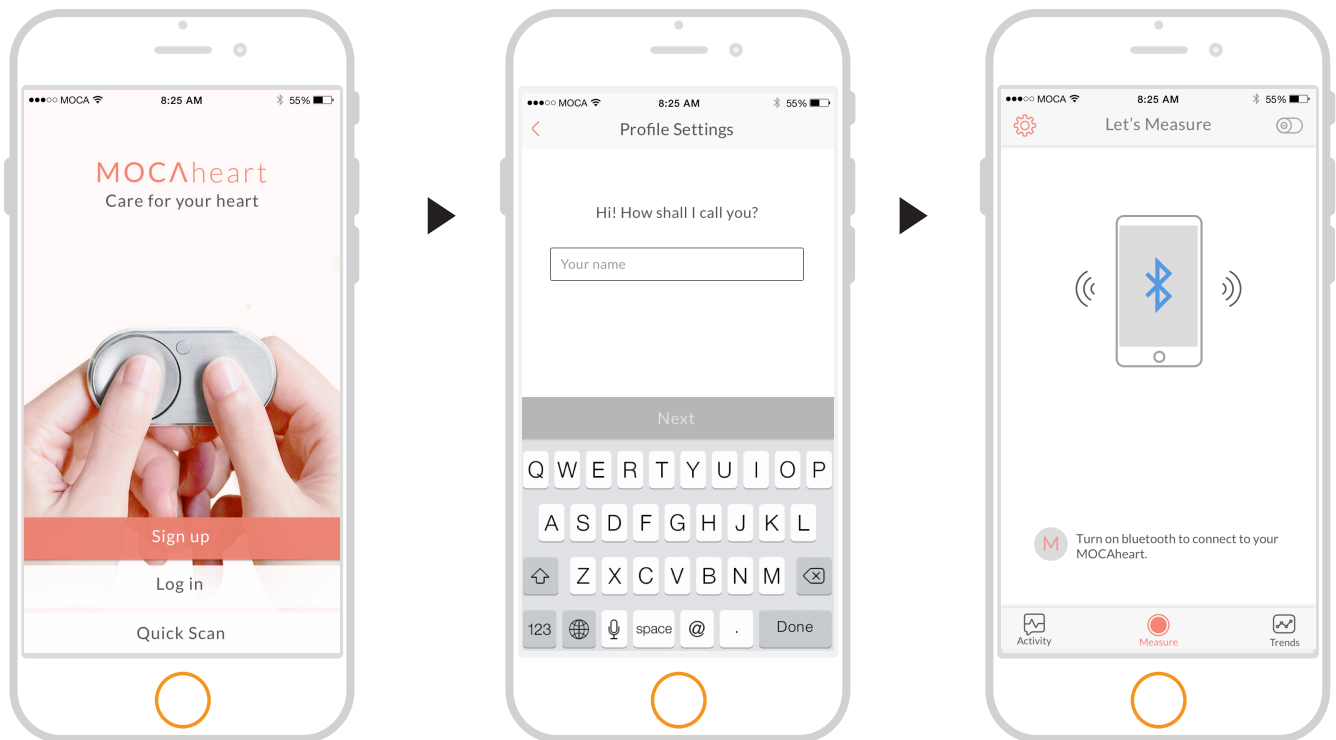 MOCA 8:25 AM 55%
MOCΛheart
Care for your heart
Sign up
Log in
Quick Scan
MOCA 8:25 AM 55%
Profile Settings
Hi! How shall I call you?
Your name
Next
Q W E R T Y U I O P
A S D F G H J K L
Z X C V B N M
123 space @ . Done
MOCA 8:25 AM 55%
Let's Measure
M Turn on bluetooth to connect to your
MOCAheart.
Activity Measure Trends